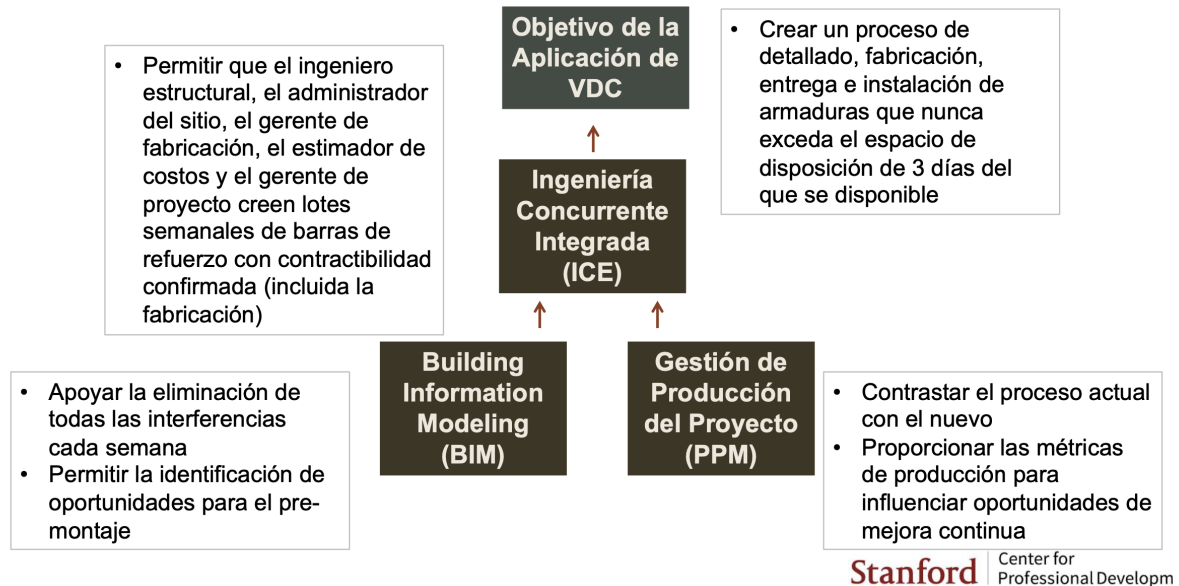 Objetivo de la
Aplicación de
VDC
• Permitir que el ingeniero
estructural, el administrador
del sitio, el gerente de
fabricación, el estimador de
costos y el gerente de
proyecto creen lotes
semanales de barras de
refuerzo con contractibilidad
confirmada (incluida la
fabricación)
• Crear un proceso de
detallado, fabricación,
entrega e instalación de
armaduras que nunca
exceda el espacio de
disposición de 3 días del
que se disponible
Ingeniería
Concurrente
Integrada
(ICE)
• Apoyar la eliminación de
todas las interferencias
cada semana
• Permitir la identificación de
oportunidades para el pre-
montaje
Building
Information
Modeling
(BIM)
Gestión de
Producción
del Proyecto
(PPM)
• Contrastar el proceso actual
con el nuevo
• Proporcionar las métricas
de producción para
influenciar oportunidades de
mejora continua
Stanford
Center for
Professional Developm